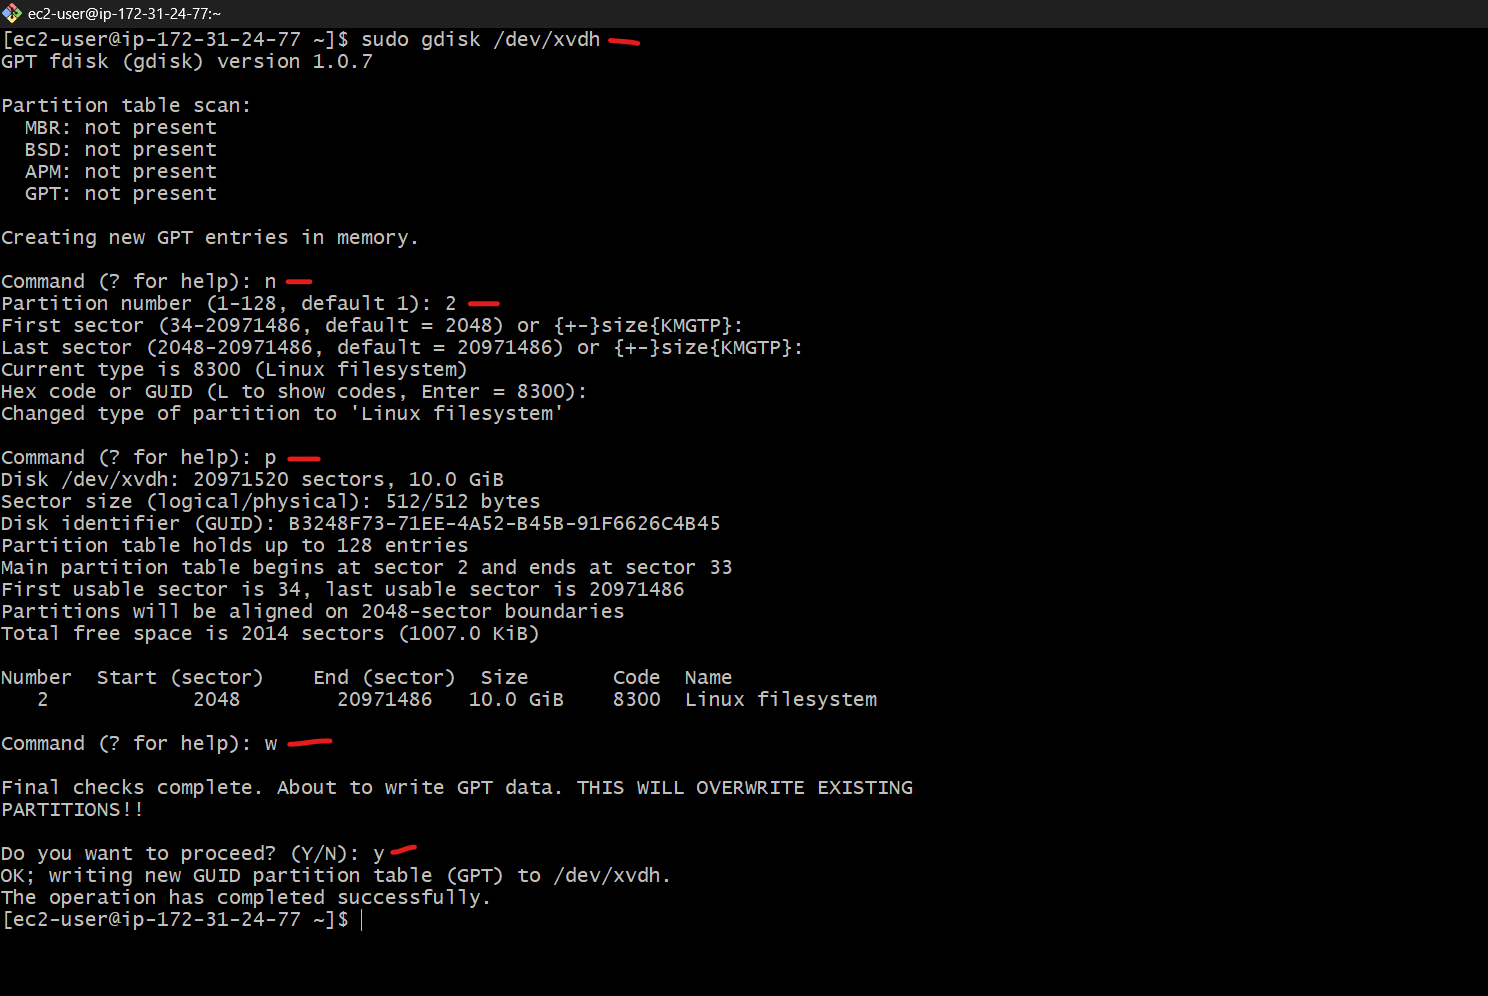 ec2-user@ip-172-31-24-77:~
[ec2-user@ip-172-31-24-77 ~]$ sudo gdisk /dev/xvdh
GPT fdisk (gdisk) version 1.0.7
Partition table scan:
  MBR: not present
  BSD: not present
  APM: not present
  GPT: not present
Creating new GPT entries in memory.
Command (? for help): n
Partition number (1-128, default 1): 2
First sector (34-20971486, default = 2048) or {+-}size{KMGTP}:
Last sector (2048-20971486, default = 20971486) or {+-}size{KMGTP}:
Current type is 8300 (Linux filesystem)
Hex code or GUID (L to show codes, Enter = 8300):
Changed type of partition to 'Linux filesystem'
Command (? for help): p
Disk /dev/xvdh: 20971520 sectors, 10.0 GiB
Sector size (logical/physical): 512/512 bytes
Disk identifier (GUID): B3248F73-71EE-4A52-B45B-91F6626C4B45
Partition table holds up to 128 entries
Main partition table begins at sector 2 and ends at sector 33
First usable sector is 34, last usable sector is 20971486
Partitions will be aligned on 2048-sector boundaries
Total free space is 2014 sectors (1007.0 KiB)
Number  Start (sector)    End (sector)  Size       Code  Name
   2            2048        20971486   10.0 GiB    8300  Linux filesystem
Command (? for help): w
Final checks complete. About to write GPT data. THIS WILL OVERWRITE EXISTING
PARTITIONS!!
Do you want to proceed? (Y/N): y
OK; writing new GUID partition table (GPT) to /dev/xvdh.
The operation has completed successfully.
[ec2-user@ip-172-31-24-77 ~]$